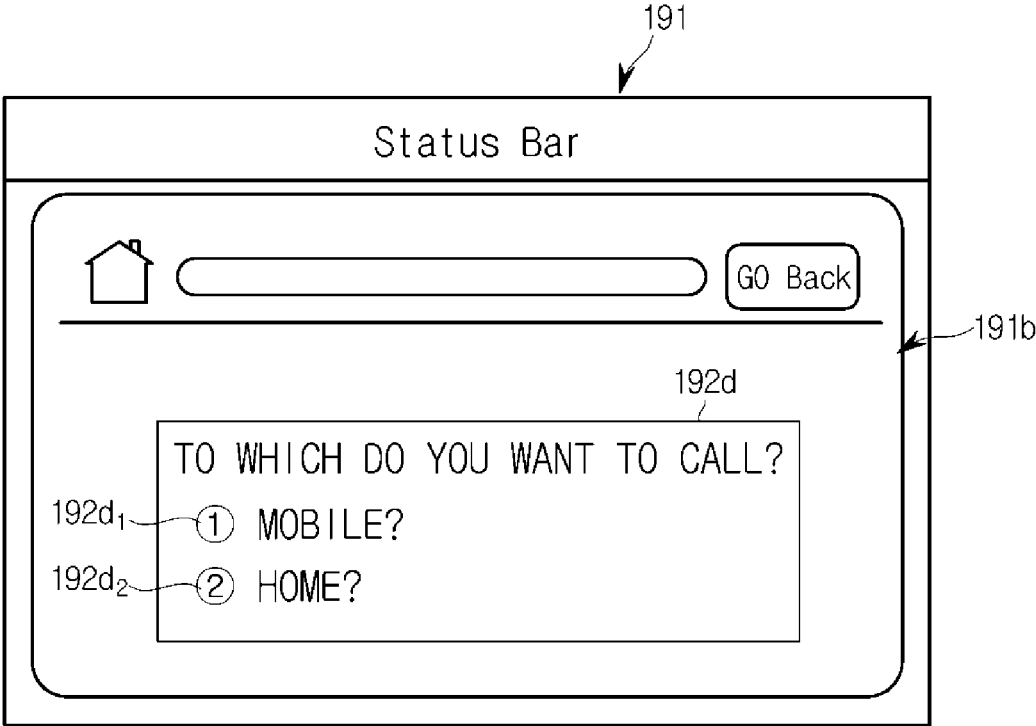 191
Status Bar
GO Back
191b
192d
TO WHICH DO YOU WANT TO CALL?
192d₁ ① MOBILE?
192d₂ ② HOME?